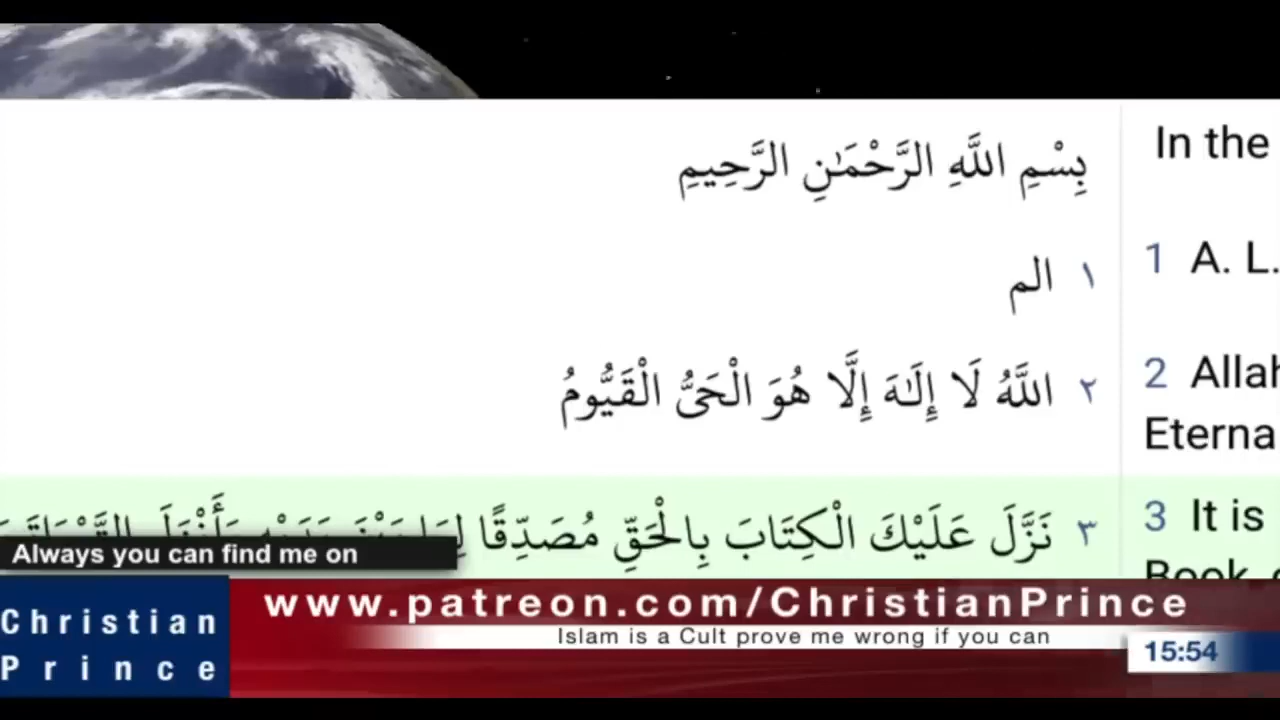 بِسْمِ اللَّهِ الرَّحْمَٰنِ الرَّحِيمِ
In the
١ الم
1 A. L.
٢ اللَّهُ لَا إِلَٰهَ إِلَّا هُوَ الْحَيُّ الْقَيُّومُ
2 Allah
Eterna
٣ نَزَّلَ عَلَيْكَ الْكِتَابَ بِالْحَقِّ مُصَدِّقًا
3 It is
Book,
Always you can find me on
www.patreon.com/ChristianPrince
Islam is a Cult prove me wrong if you can
Christian
Prince
15:54